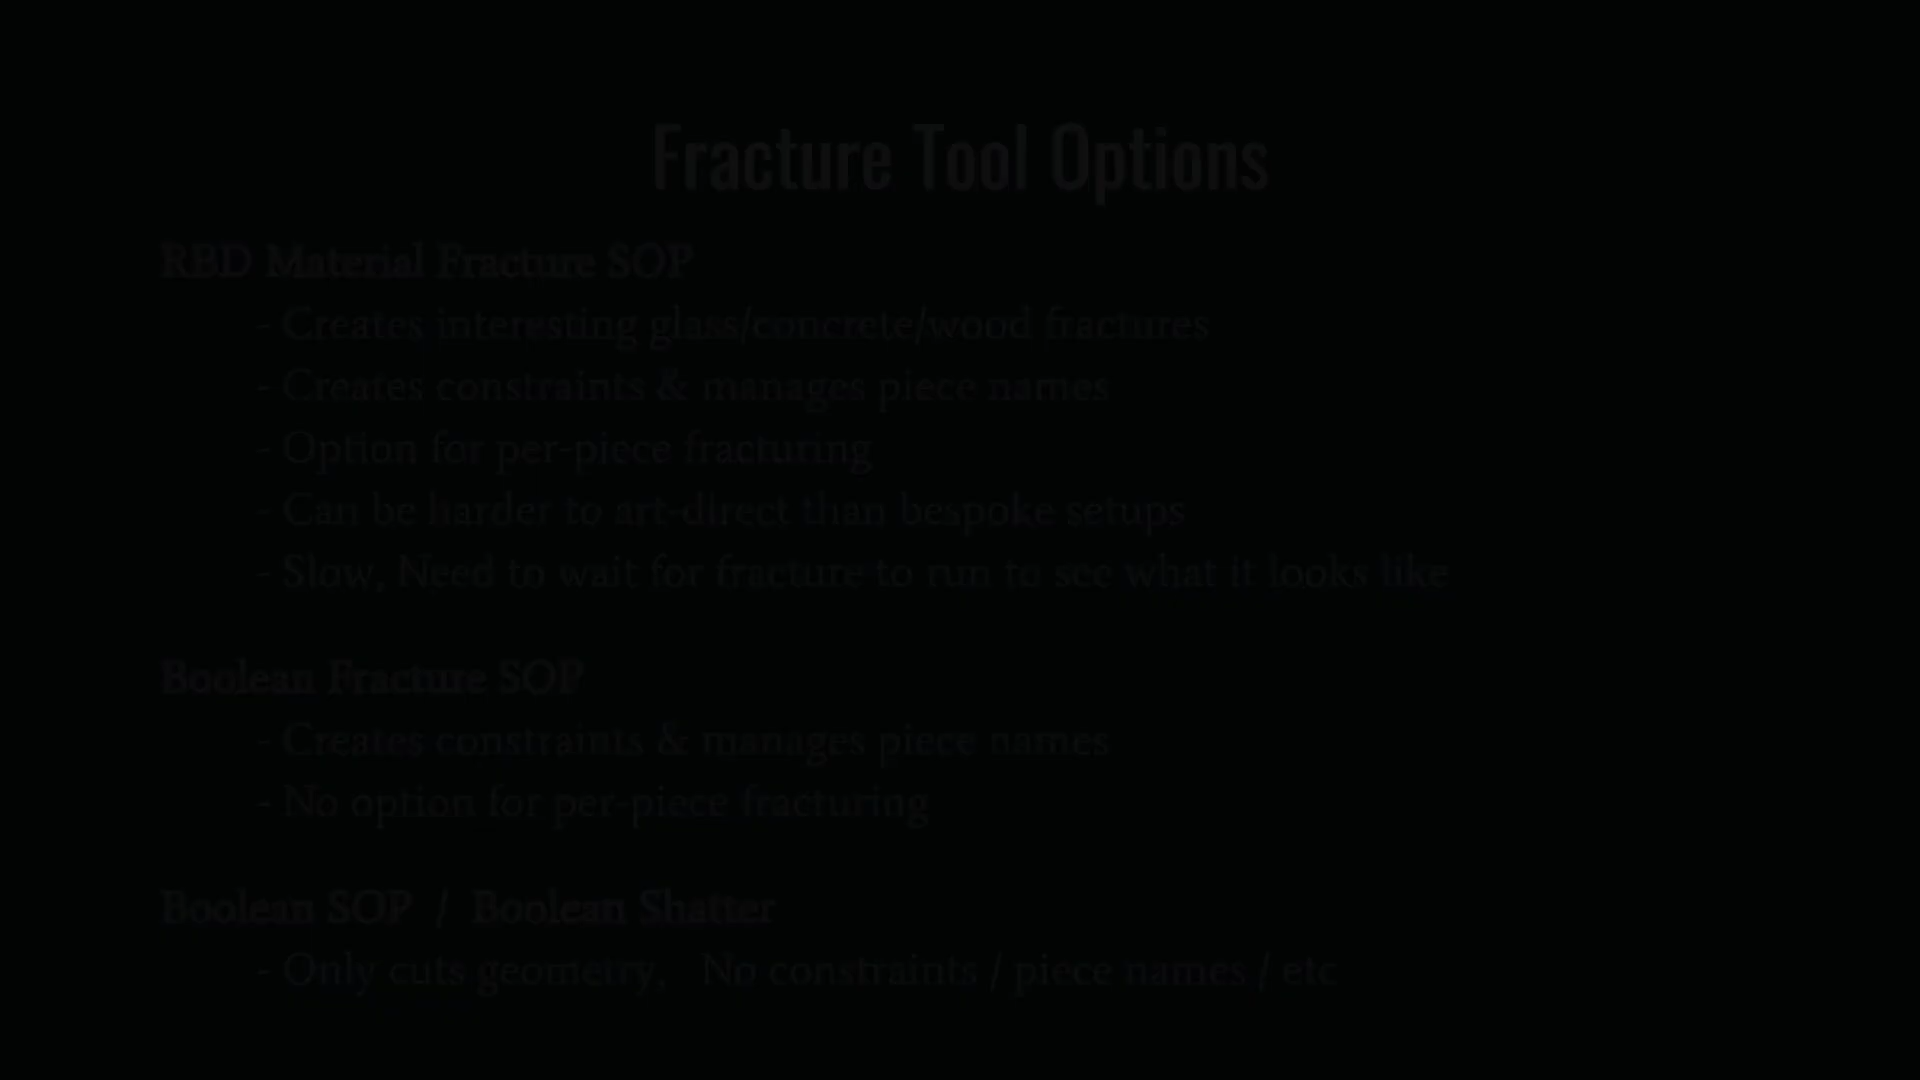 Fracture Tool Options
RBD Material Fracture SOP
- Creates interesting glass/concrete/wood fractures
- Creates constraints & manages piece names
- Option for per-piece fracturing
- Can be harder to art-direct than bespoke setups
- Slow, Need to wait for fracture to run to see what it looks like
Boolean Fracture SOP
- Creates constraints & manages piece names
- No option for per-piece fracturing
Boolean SOP / Boolean Shatter
- Only cuts geometry, No constraints / piece names / etc